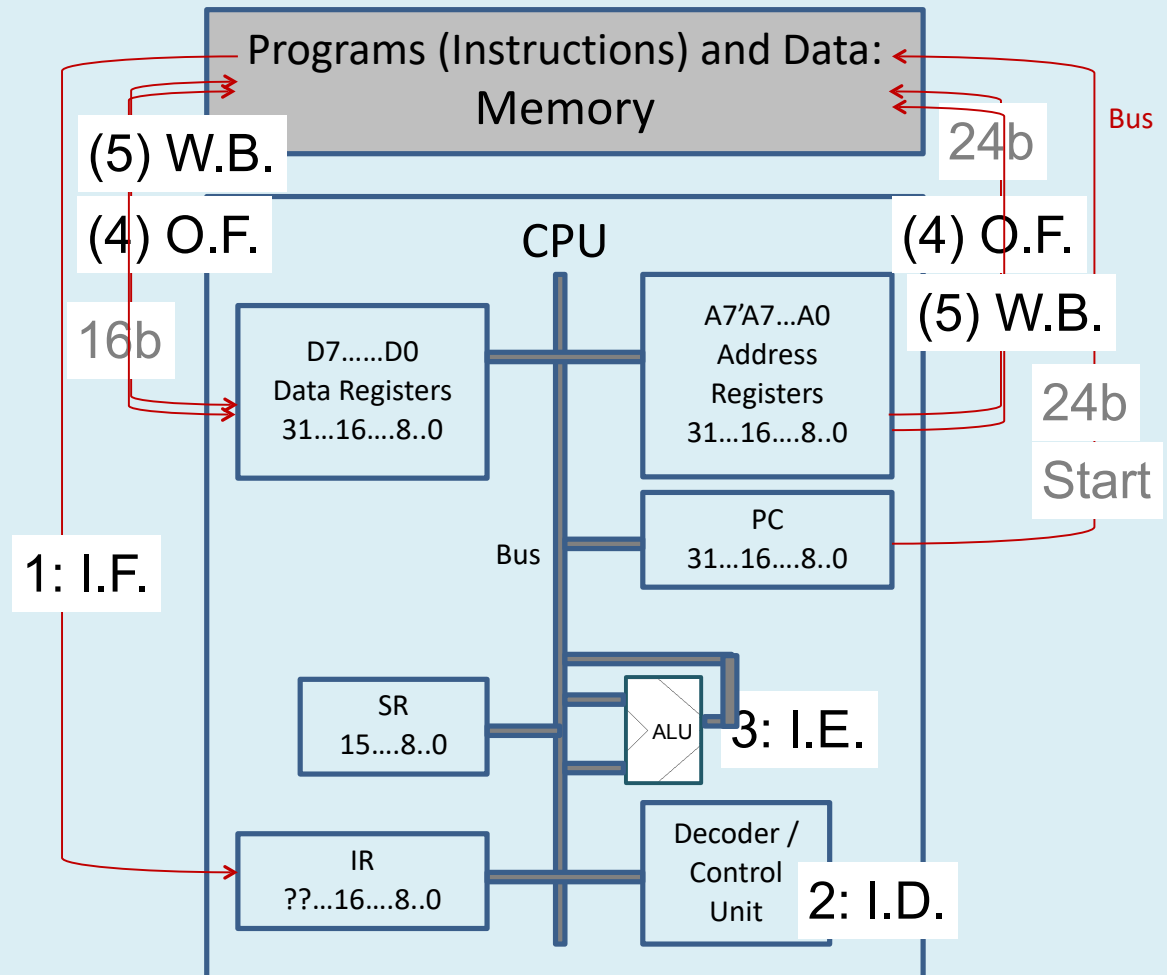 Programs (Instructions) and Data:
Memory
Bus
24b
(5) W.B.
(4) O.F.
16b
CPU
(4) O.F.
(5) W.B.
24b
Start
D7......D0
Data Registers
31...16....8..0
A7’A7...A0
Address
Registers
31...16....8..0
PC
31...16....8..0
Bus
1: I.F.
SR
15....8..0
ALU
3: I.E.
IR
??...16....8..0
Decoder /
Control
Unit
2: I.D.